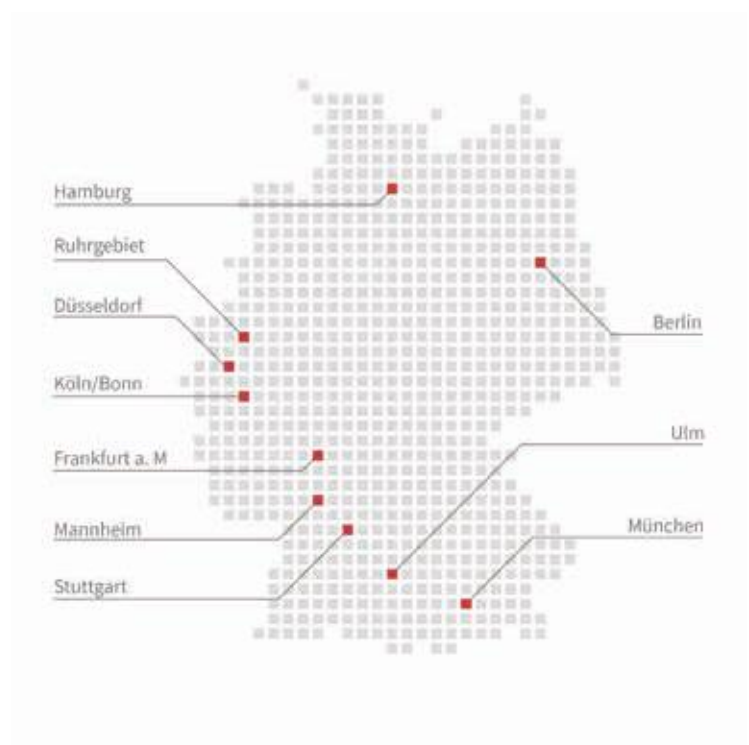 Hamburg
Ruhrgebiet
Düsseldorf
Köln/Bonn
Frankfurt a. M
Mannheim
Stuttgart
Berlin
Ulm
München